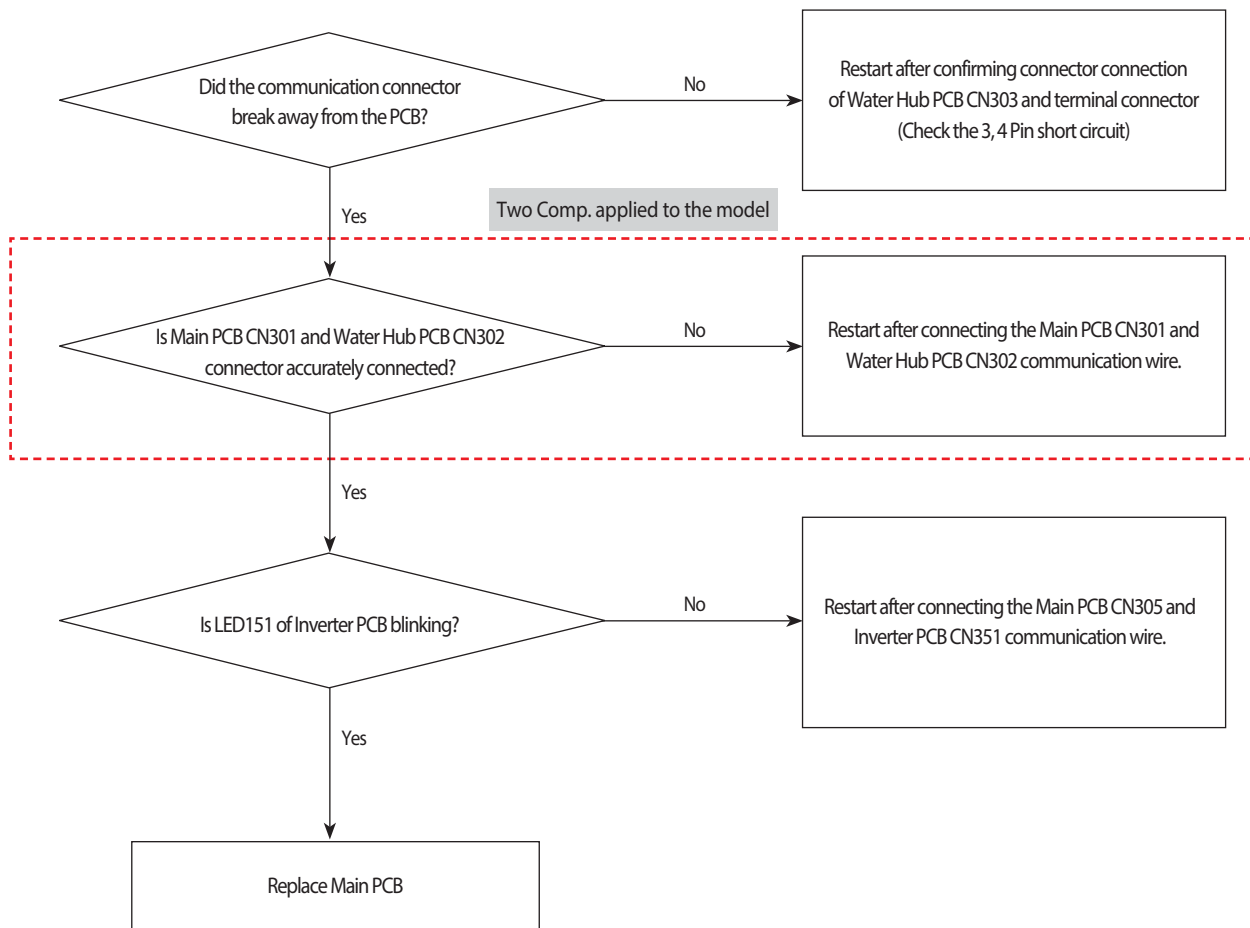 Did the communication connector
break away from the PCB?
No
Restart after confirming connector connection
of Water Hub PCB CN303 and terminal connector
(Check the 3, 4 Pin short circuit)
Yes
Two Comp. applied to the model
Is Main PCB CN301 and Water Hub PCB CN302
connector accurately connected?
No
Restart after connecting the Main PCB CN301 and
Water Hub PCB CN302 communication wire.
Yes
Is LED151 of Inverter PCB blinking?
No
Restart after connecting the Main PCB CN305 and
Inverter PCB CN351 communication wire.
Yes
Replace Main PCB